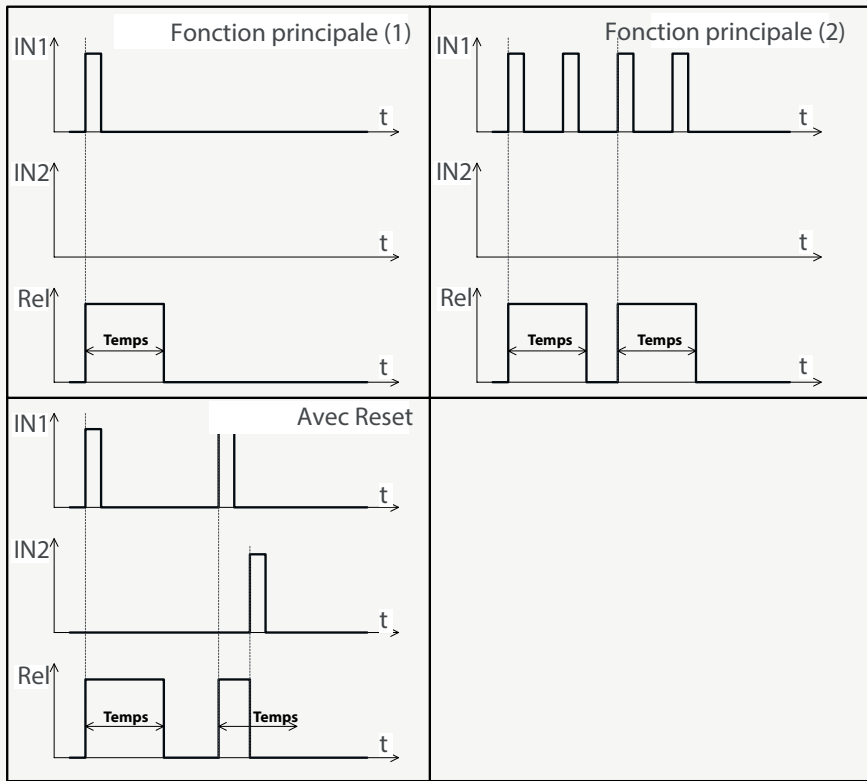 Fonction principale (1)
IN1
t
IN2
t
Rel
Temps
t
Fonction principale (2)
IN1
t
IN2
t
Rel
Temps
Temps
t
Avec Reset
IN1
t
IN2
t
Rel
Temps
Temps
t